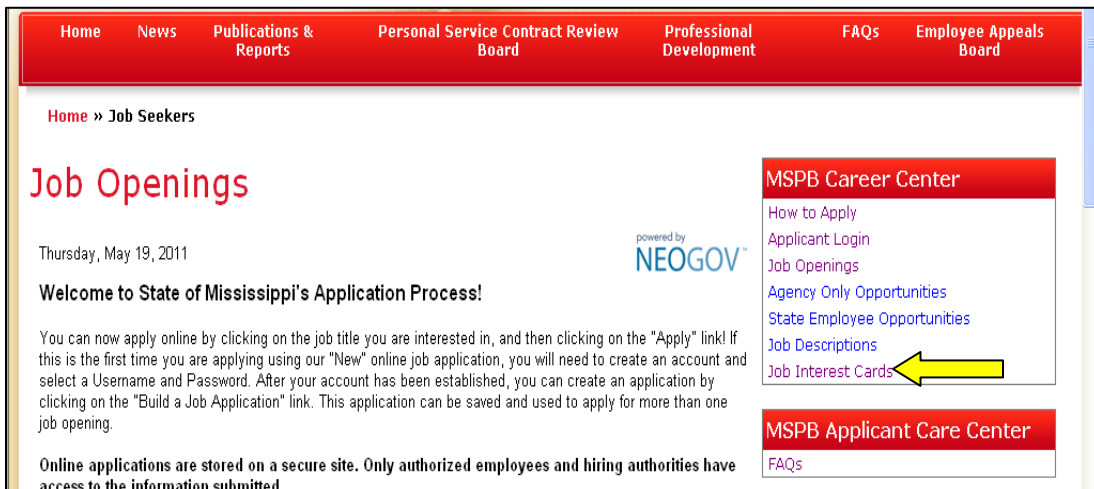 Home News Publications & Reports Personal Service Contract Review Board Professional Development FAQs Employee Appeals Board
Home » Job Seekers
Job Openings
Thursday, May 19, 2011
powered by
NEOGOV™
Welcome to State of Mississippi's Application Process!
You can now apply online by clicking on the job title you are interested in, and then clicking on the "Apply" link! If
this is the first time you are applying using our "New" online job application, you will need to create an account and
select a Username and Password. After your account has been established, you can create an application by
clicking on the "Build a Job Application" link. This application can be saved and used to apply for more than one
job opening.
Online applications are stored on a secure site. Only authorized employees and hiring authorities have
access to the information submitted.
MSPB Career Center
How to Apply
Applicant Login
Job Openings
Agency Only Opportunities
State Employee Opportunities
Job Descriptions
Job Interest Cards
MSPB Applicant Care Center
FAQs